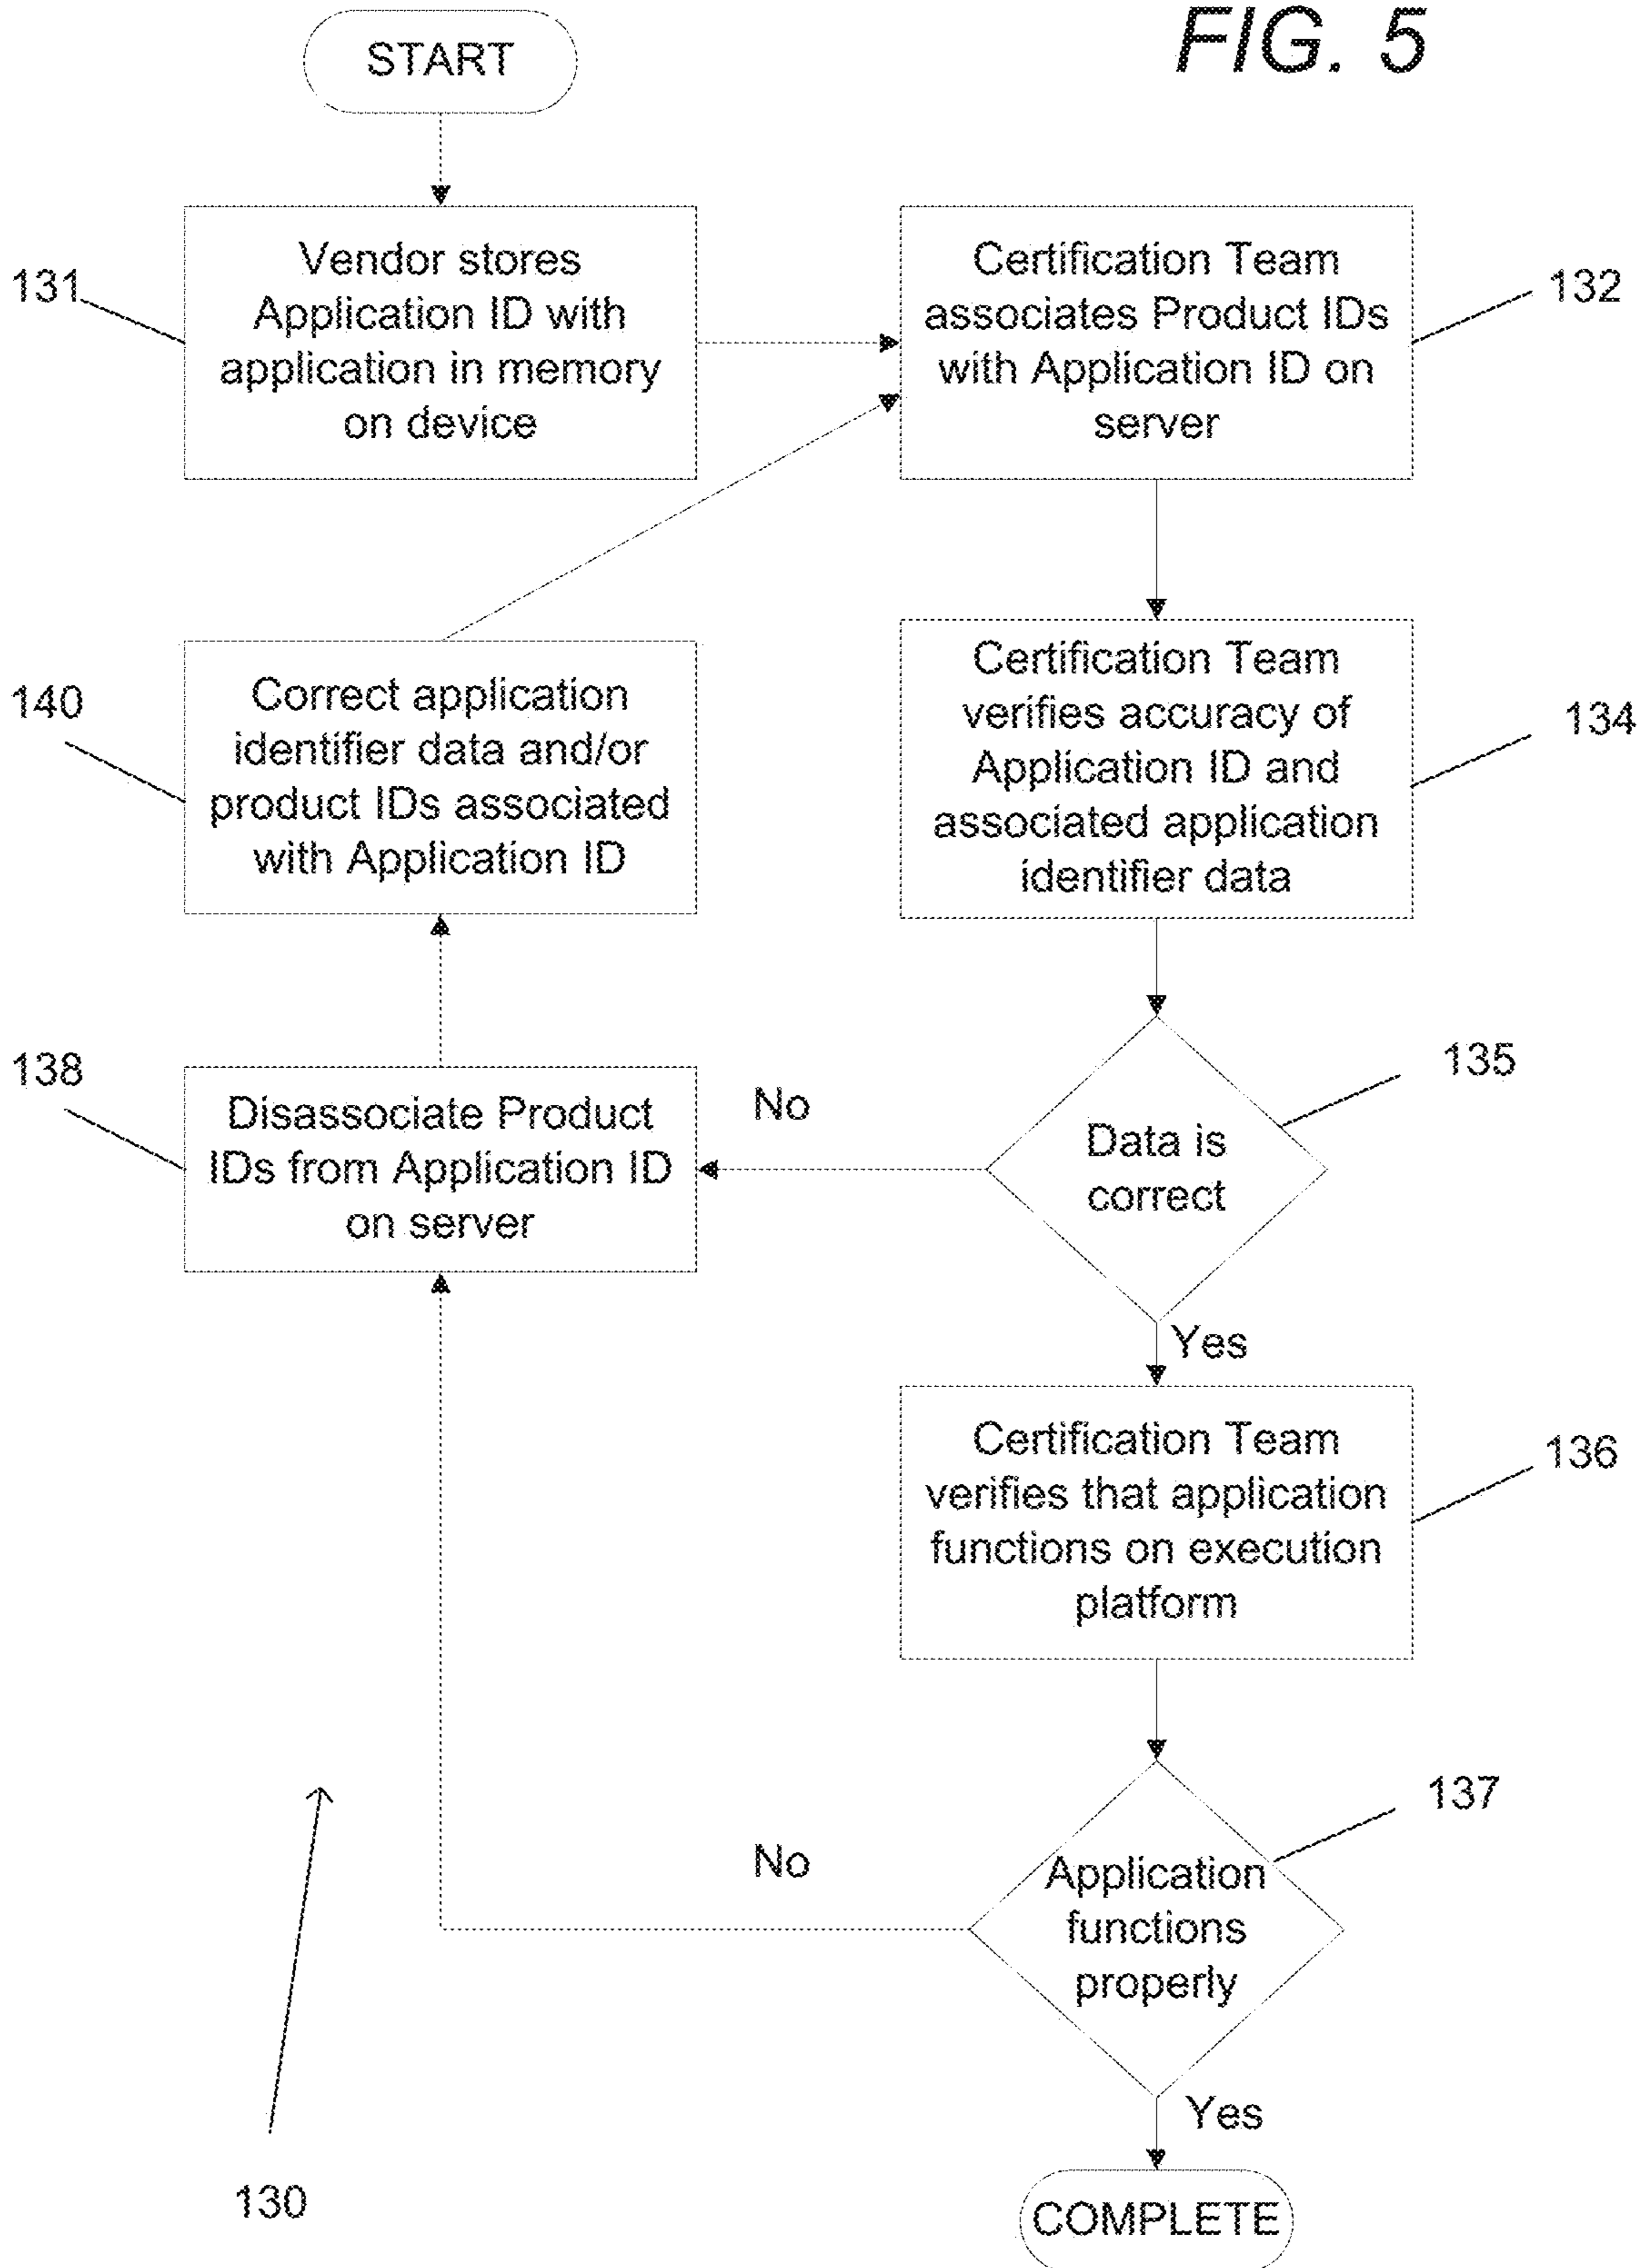 FIG. 5
START
131
Vendor stores
Application ID with
application in memory
on device
Certification Team
associates Product IDs
with Application ID on
server
132
140
Correct application
identifier data and/or
product IDs associated
with Application ID
Certification Team
verifies accuracy of
Application ID and
associated application
identifier data
134
138
Disassociate Product
IDs from Application ID
on server
No
Data is
correct
135
Yes
Certification Team
verifies that application
functions on execution
platform
136
No
Application
functions
properly
137
Yes
130
COMPLETE